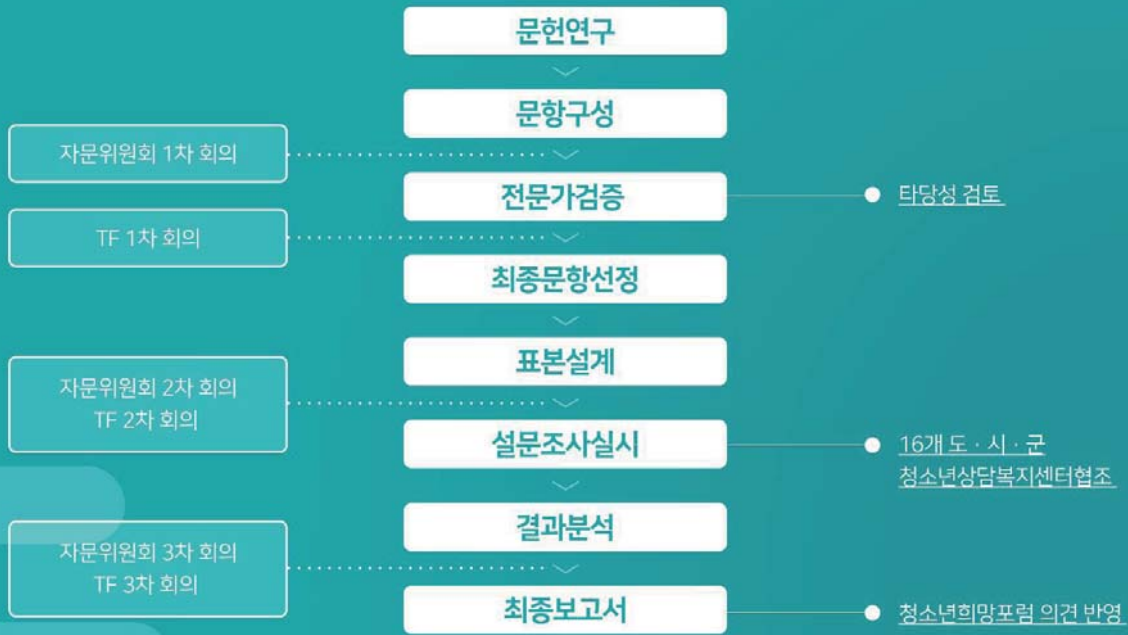 문헌연구
문항구성
자문위원회 1차 회의
전문가검증
타당성 검토
TF 1차 회의
최종문항선정
표본설계
자문위원회 2차 회의
TF 2차 회의
설문조사실시
16개 도 · 시 · 군
청소년상담복지센터협조
결과분석
자문위원회 3차 회의
TF 3차 회의
최종보고서
청소년희망포럼 의견 반영